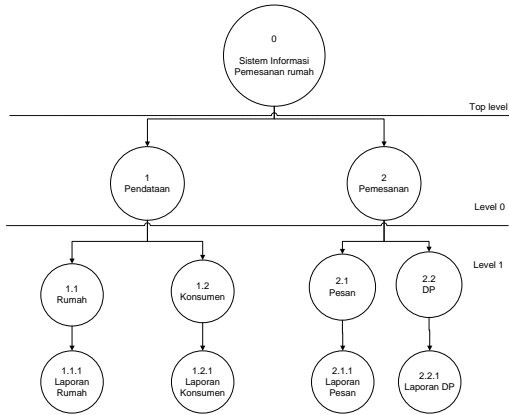 0
Sistem Informasi
Pemesanan rumah
Top level
1
Pendataan
2
Pemesanan
Level 0
1.1
Rumah
1.2
Konsumen
2.1
Pesan
2.2
DP
Level 1
1.1.1
Laporan
Rumah
1.2.1
Laporan
Konsumen
2.1.1
Laporan
Pesan
2.2.1
Laporan DP